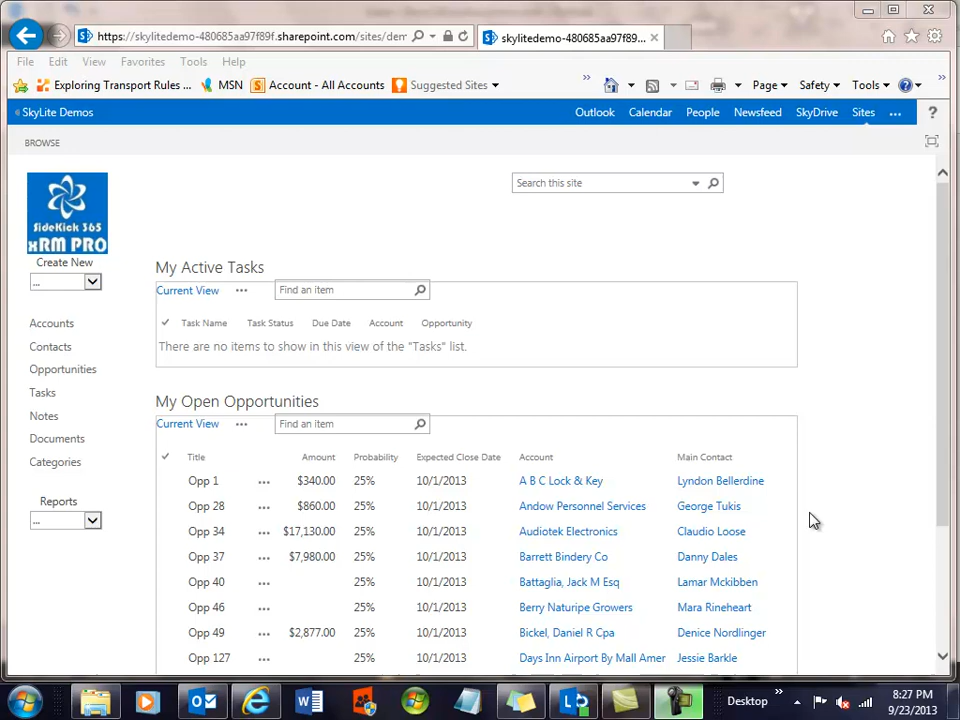 https://skylitedemo-480685aa97f89f.sharepoint.com/sites/dem
skylitedemo-480685aa97f89f...
File Edit View Favorites Tools Help
Exploring Transport Rules ... MSN Account - All Accounts Suggested Sites Page Safety Tools
SkyLite Demos Outlook Calendar People Newsfeed SkyDrive Sites ... ?
BROWSE
SideKick 365
xRM PRO
Search this site
Create New
...
My Active Tasks
Current View ... Find an item
Task Name Task Status Due Date Account Opportunity
There are no items to show in this view of the "Tasks" list.
Accounts
Contacts
Opportunities
Tasks
Notes
Documents
Categories
Reports
...
My Open Opportunities
Current View ... Find an item
Title Amount Probability Expected Close Date Account Main Contact
Opp 1 ... $340.00 25% 10/1/2013 A B C Lock & Key Lyndon Bellerdine
Opp 28 ... $860.00 25% 10/1/2013 Andow Personnel Services George Tukis
Opp 34 ... $17,130.00 25% 10/1/2013 Audiotek Electronics Claudio Loose
Opp 37 ... $7,980.00 25% 10/1/2013 Barrett Bindery Co Danny Dales
Opp 40 ... 25% 10/1/2013 Battaglia, Jack M Esq Lamar Mckibben
Opp 46 ... 25% 10/1/2013 Berry Naturipe Growers Mara Rineheart
Opp 49 ... $2,877.00 25% 10/1/2013 Bickel, Daniel R Cpa Denice Nordlinger
Opp 127 ... 25% 10/1/2013 Days Inn Airport By Mall Amer Jessie Barkle
Desktop
8:27 PM
9/23/2013